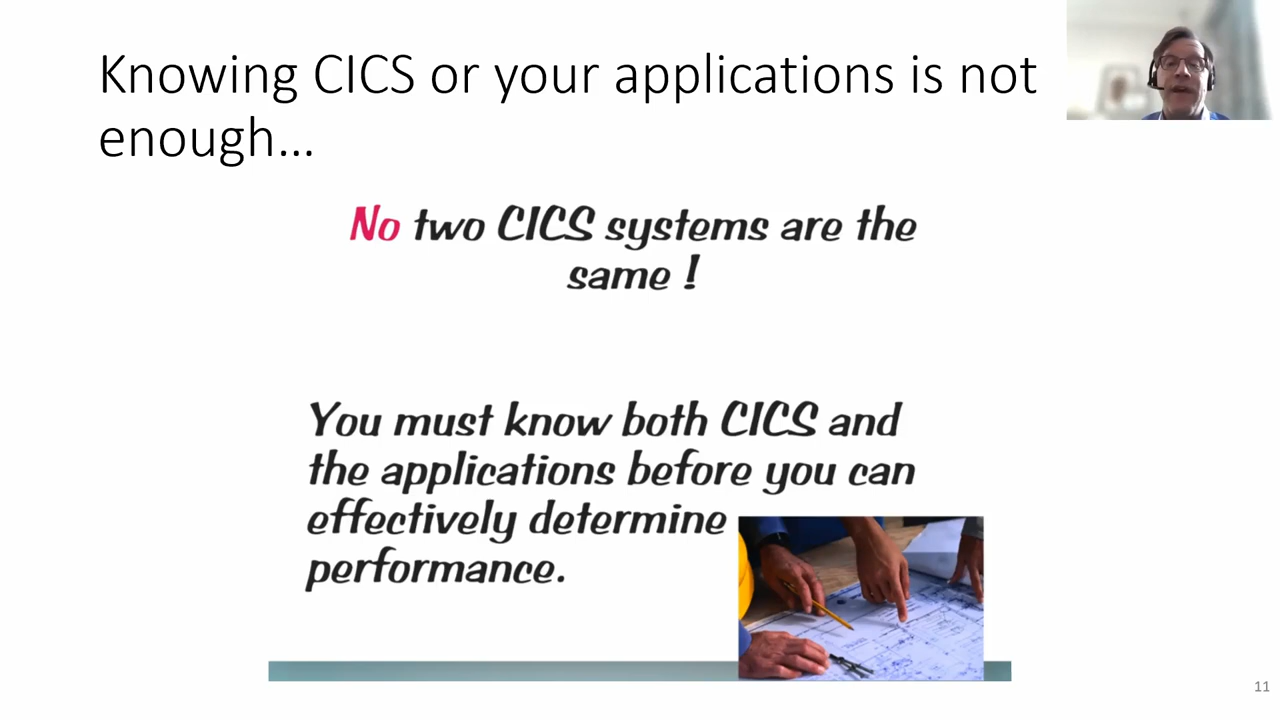 Knowing CICS or your applications is not
enough...
No two CICS systems are the
same !
You must know both CICS and
the applications before you can
effectively determine
performance.
11